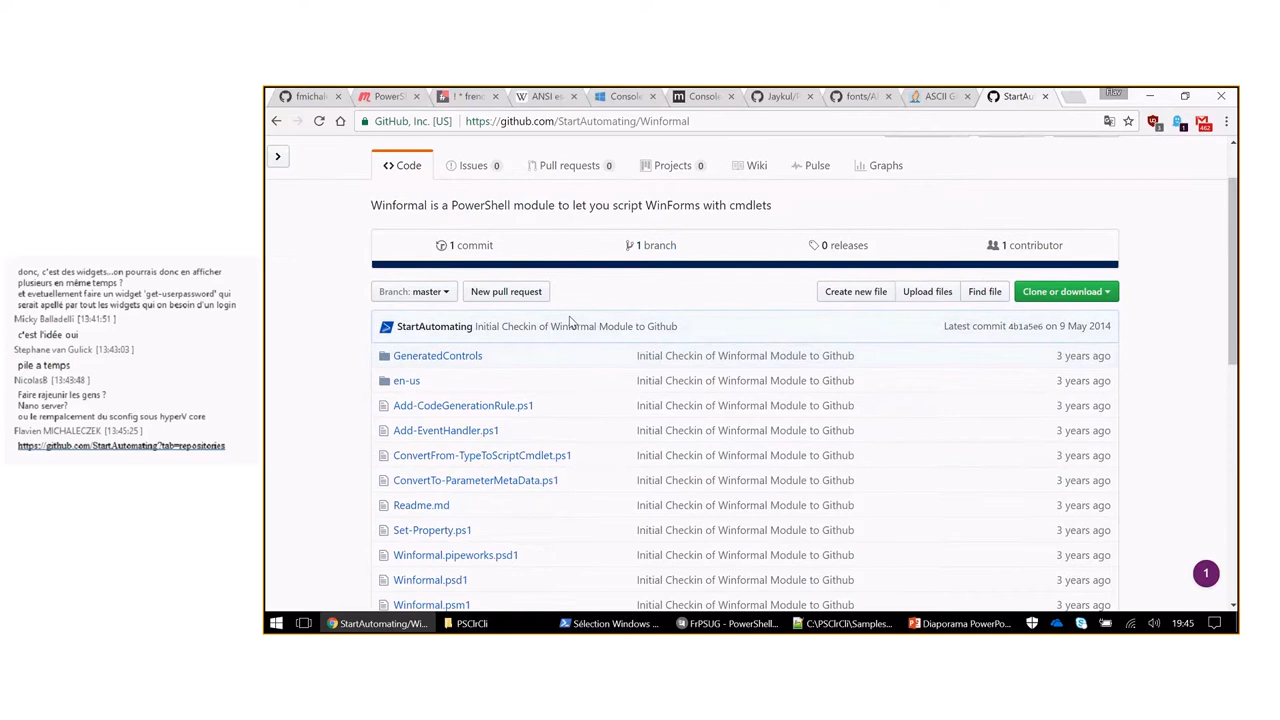 donc, c'est des widgets...on pourrais donc en afficher
plusieurs en même temps ?
et evetuellement faire un widget 'get-userpassword' qui
serait apellé par tout les widgets qui on besoin d'un login
Micky Balladelli [13:41:51 ]
c'est l'idée oui
Stephane van Gulick [13:43:03 ]
pile a temps
NicolasB [13:43:48 ]
Faire rajeunir les gens ?
Nano server?
ou le rempalcement du sconfig sous hyperV core
Flavien MICHALECZEK [13:45:25 ]
https://github.com/StartAutomating?tab=repositories
fmichale
PowerSh
! * frenc
ANSI es
Console
Console
Jaykul/P
fonts/A
ASCII G
StartAu
Flav
GitHub, Inc. [US]
https://github.com/StartAutomating/Winformal
462
Code
Issues 0
Pull requests 0
Projects 0
Wiki
Pulse
Graphs
Winformal is a PowerShell module to let you script WinForms with cmdlets
1 commit
1 branch
0 releases
1 contributor
Branch: master
New pull request
Create new file
Upload files
Find file
Clone or download
StartAutomating Initial Checkin of Winformal Module to Github
Latest commit 4b1a5e6 on 9 May 2014
GeneratedControls Initial Checkin of Winformal Module to Github 3 years ago
en-us Initial Checkin of Winformal Module to Github 3 years ago
Add-CodeGenerationRule.ps1 Initial Checkin of Winformal Module to Github 3 years ago
Add-EventHandler.ps1 Initial Checkin of Winformal Module to Github 3 years ago
ConvertFrom-TypeToScriptCmdlet.ps1 Initial Checkin of Winformal Module to Github 3 years ago
ConvertTo-ParameterMetaData.ps1 Initial Checkin of Winformal Module to Github 3 years ago
Readme.md Initial Checkin of Winformal Module to Github 3 years ago
Set-Property.ps1 Initial Checkin of Winformal Module to Github 3 years ago
Winformal.pipeworks.psd1 Initial Checkin of Winformal Module to Github 3 years ago
Winformal.psd1 Initial Checkin of Winformal Module to Github 3 years ago
Winformal.psm1 Initial Checkin of Winformal Module to Github 3 years ago
1
StartAutomating/Wi...
PSClrCli
Sélection Windows ...
FrPSUG - PowerShell...
C:\PSClrCli\Samples...
Diaporama PowerPo...
19:45